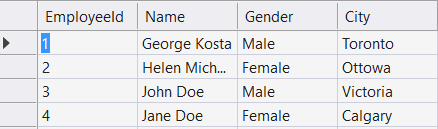 EmployeeId Name Gender City
1 George Kosta Male Toronto
2 Helen Mich... Female Ottowa
3 John Doe Male Victoria
4 Jane Doe Female Calgary